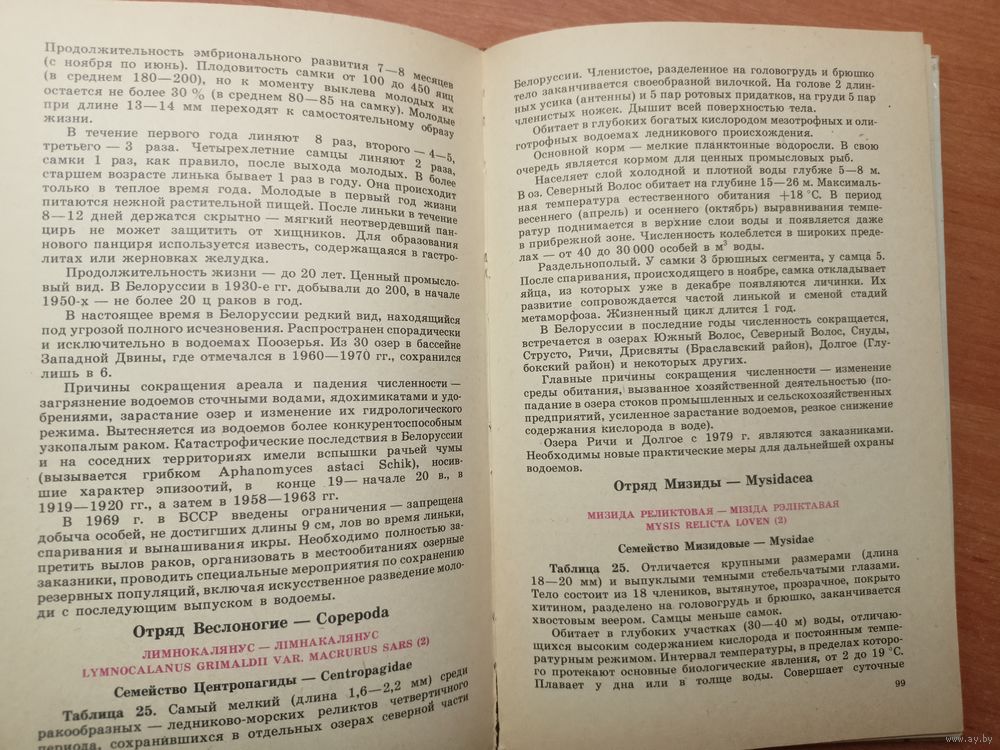 Продолжительность эмбрионального развития 7—8 месяцев
(с ноября по июнь). Плодовитость самки от 100 до 450 яиц
(в среднем 180—200), но к моменту выклева молодых их
остается не более 30 % (в среднем 80—85 на самку). Молодые
при длине 13—14 мм переходят к самостоятельному образу
жизни.
В течение первого года линяют 8 раз, второго — 4—5,
третьего — 3 раза. Четырехлетние самцы линяют 2 раза,
самки 1 раз, как правило, после выхода молодых. В более
старшем возрасте линька бывает 1 раз в году. Она происходит
только в теплое время года. Молодые в первый год жизни
питаются нежной растительной пищей. После линьки в течение
8—12 дней держатся скрытно — мягкий неотвердевший пан-
цирь не может защитить от хищников. Для образования
нового панциря используется известь, содержащаяся в гастро-
литах или жерновках желудка.
Продолжительность жизни — до 20 лет. Ценный промысло-
вый вид. В Белоруссии в 1930-е гг. добывали до 200, в начале
1950-х — не более 20 ц раков в год.
В настоящее время в Белоруссии редкий вид, находящийся
под угрозой полного исчезновения. Распространен спорадически
и исключительно в водоемах Поозерья. Из 30 озер в бассейне
Западной Двины, где отмечался в 1960—1970 гг., сохранился
лишь в 6.
Причины сокращения ареала и падения численности —
загрязнение водоемов сточными водами, ядохимикатами и удо-
брениями, зарастание озер и изменение их гидрологического
режима. Вытесняется из водоемов более конкурентоспособным
узкопалым раком. Катастрофические последствия в Белоруссии
и на соседних территориях имели вспышки рачьей чумы
(вызывается грибком Aphanomyces astaci Schik), носив-
шие характер эпизоотий, в конце 19— начале 20 в., в
1919—1920 гг., а затем в 1958—1963 гг.
В 1969 г. в БССР введены ограничения — запрещена
добыча особей, не достигших длины 9 см, лов во время линьки,
спаривания и вынашивания икры. Необходимо полностью за-
претить вылов раков, организовать в местообитаниях озерные
заказники, проводить специальные мероприятия по сохранению
резервных популяций, включая искусственное разведение моло-
ди с последующим выпуском в водоемы.
Отряд Веслоногие — Copepoda
ЛИМНОКАЛЯНУС — ЛІМНАКАЛЯНУС
LYMNOCALANUS GRIMALDII VAR. MACRURUS SARS (2)
Семейство Центропагиды — Centropagidae
Таблица 25. Самый мелкий (длина 1,6—2,2 мм) среди
ракообразных — ледниково-морских реликтов четвертичного
периода, сохранившихся в отдельных озерах северной части
Белоруссии. Членистое, разделенное на головогрудь и брюшко
тело заканчивается своеобразной вилочкой. На голове 2 длин-
ных усика (антенны) и 5 пар ротовых придатков, на груди 5 пар
членистых ножек. Дышит всей поверхностью тела.
Обитает в глубоких богатых кислородом мезотрофных и оли-
готрофных водоемах ледникового происхождения.
Основной корм — мелкие планктонные водоросли. В свою
очередь является кормом для ценных промысловых рыб.
Населяет слой холодной и плотной воды глубже 5—8 м.
В оз. Северный Волос обитает на глубине 15—26 м. Максималь-
ная температура естественного обитания +18 °С. В период
весеннего (апрель) и осеннего (октябрь) выравнивания темпе-
ратур поднимается в верхние слои воды и появляется даже
в прибрежной зоне. Численность колеблется в широких преде-
лах — от 40 до 30 000 особей в м³ воды.
Раздельнополый. У самки 3 брюшных сегмента, у самца 5.
После спаривания, происходящего в ноябре, самка откладывает
яйца, из которых уже в декабре появляются личинки. Их
развитие сопровождается частой линькой и сменой стадий
метаморфоза. Жизненный цикл длится 1 год.
В Белоруссии в последние годы численность сокращается,
встречается в озерах Южный Волос, Северный Волос, Снуды,
Струсто, Ричи, Дрисвяты (Браславский район), Долгое (Глу-
бокский район) и некоторых других.
Главные причины сокращения численности — изменение
среды обитания, вызванное хозяйственной деятельностью (по-
падание в озера стоков промышленных и сельскохозяйственных
предприятий, усиленное зарастание водоемов, резкое снижение
содержания кислорода в воде).
Озера Ричи и Долгое с 1979 г. являются заказниками.
Необходимы новые практические меры для дальнейшей охраны
водоемов.
Отряд Мизиды — Mysidacea
МИЗИДА РЕЛИКТОВАЯ — МІЗІДА РЭЛІКТАВАЯ
MYSIS RELICTA LOVEN (2)
Семейство Мизидовые — Mysidae
Таблица 25. Отличается крупными размерами (длина
18—20 мм) и выпуклыми темными стебельчатыми глазами.
Тело состоит из 18 члеников, вытянутое, прозрачное, покрыто
хитином, разделено на головогрудь и брюшко, заканчивается
хвостовым веером. Самцы меньше самок.
Обитает в глубоких участках (30—40 м) воды, отличаю-
щихся высоким содержанием кислорода и постоянным темпе-
ратурным режимом. Интервал температуры, в пределах которо-
го протекают основные биологические явления, от 2 до 19 °С.
Плавает у дна или в толще воды. Совершает суточные
99
www.ay.by